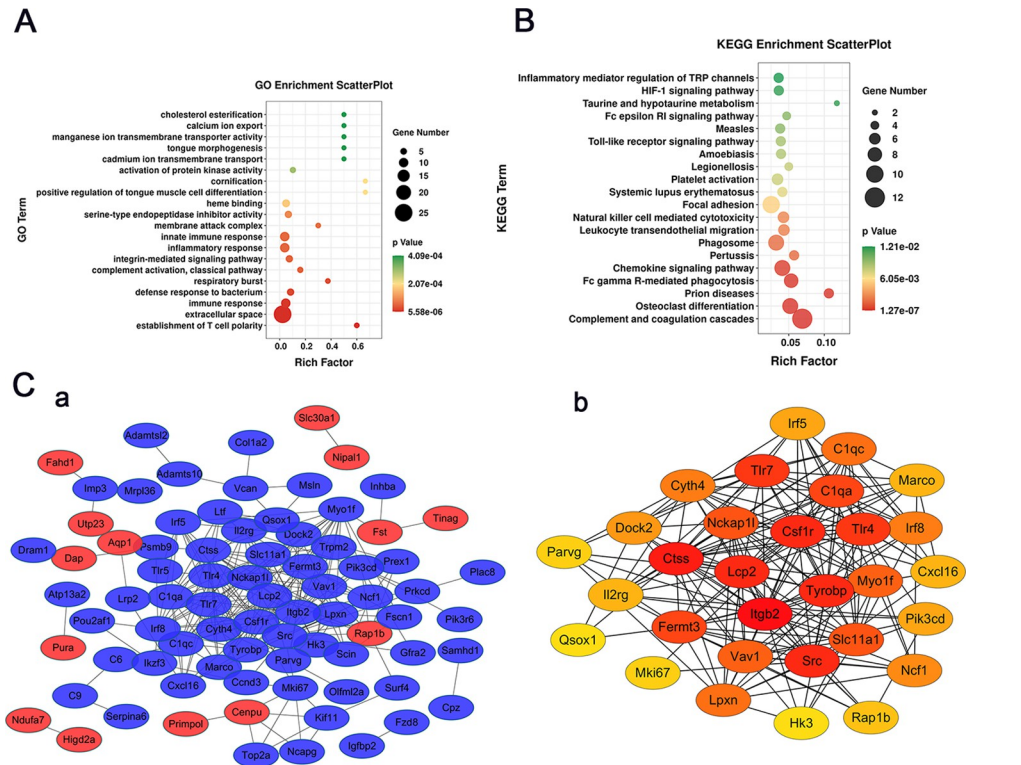 A
B
GO Enrichment ScatterPlot
GO Term
cholesterol esterification
calcium ion export
manganese ion transmembrane transporter activity
tongue morphogenesis
cadmium ion transmembrane transport
activation of protein kinase activity
cornification
positive regulation of tongue muscle cell differentiation
heme binding
serine-type endopeptidase inhibitor activity
membrane attack complex
innate immune response
inflammatory response
integrin-mediated signaling pathway
complement activation, classical pathway
respiratory burst
defense response to bacterium
immune response
extracellular space
establishment of T cell polarity
0.0 0.2 0.4 0.6
Rich Factor
Gene Number
5
10
15
20
25
p Value
4.09e-04
2.07e-04
5.58e-06
KEGG Enrichment ScatterPlot
KEGG Term
Inflammatory mediator regulation of TRP channels
HIF-1 signaling pathway
Taurine and hypotaurine metabolism
Fc epsilon RI signaling pathway
Measles
Toll-like receptor signaling pathway
Amoebiasis
Legionellosis
Platelet activation
Systemic lupus erythematosus
Focal adhesion
Natural killer cell mediated cytotoxicity
Leukocyte transendothelial migration
Phagosome
Pertussis
Chemokine signaling pathway
Fc gamma R-mediated phagocytosis
Prion diseases
Osteoclast differentiation
Complement and coagulation cascades
0.05 0.10
Rich Factor
Gene Number
2
4
6
8
10
12
p Value
1.21e-02
6.05e-03
1.27e-07
C
a
Slc30a1
Adamtsl2
Col1a2
Nipal1
Fahd1
Adamts10
Imp3 Mrpl36 Vcan Msln Inhba
Ltf Myo1f
Utp23 Irf5 Il2rg Qsox1 Fst Tinag
Aqp1 Dock2
Dram1 Dap Psmb9 Ctss Slc11a1 Trpm2
Tlr5 Tlr4 Nckap1l Fermt3 Pik3cd Prex1 Plac8
Atp13a2 Lrp2 C1qa Tlr7 Lcp2 Vav1 Ncf1 Prkcd
Pou2af1 Itgb2 Lpxn Fscn1 Pik3r6
Irf8 Cyth4 Csf1r Src Rap1b
Pura C1qc Tyrobp Hk3 Scin Gfra2 Samhd1
C6 Ikzf3 Marco Parvg
C9 Cxcl16 Ccnd3 Mki67 Olfml2a Surf4
Serpina6 Cpz
Ndufa7 Primpol Cenpu Kif11 Fzd8
Higd2a Top2a Ncapg Igfbp2
b
Irf5
C1qc
Tlr7 Marco
Cyth4 C1qa
Dock2 Nckap1l Csf1r Tlr4 Irf8
Parvg Ctss Lcp2 Cxcl16
Il2rg Tyrobp Myo1f
Itgb2 Pik3cd
Qsox1 Fermt3 Slc11a1
Mki67 Vav1 Src Ncf1
Lpxn
Hk3 Rap1b